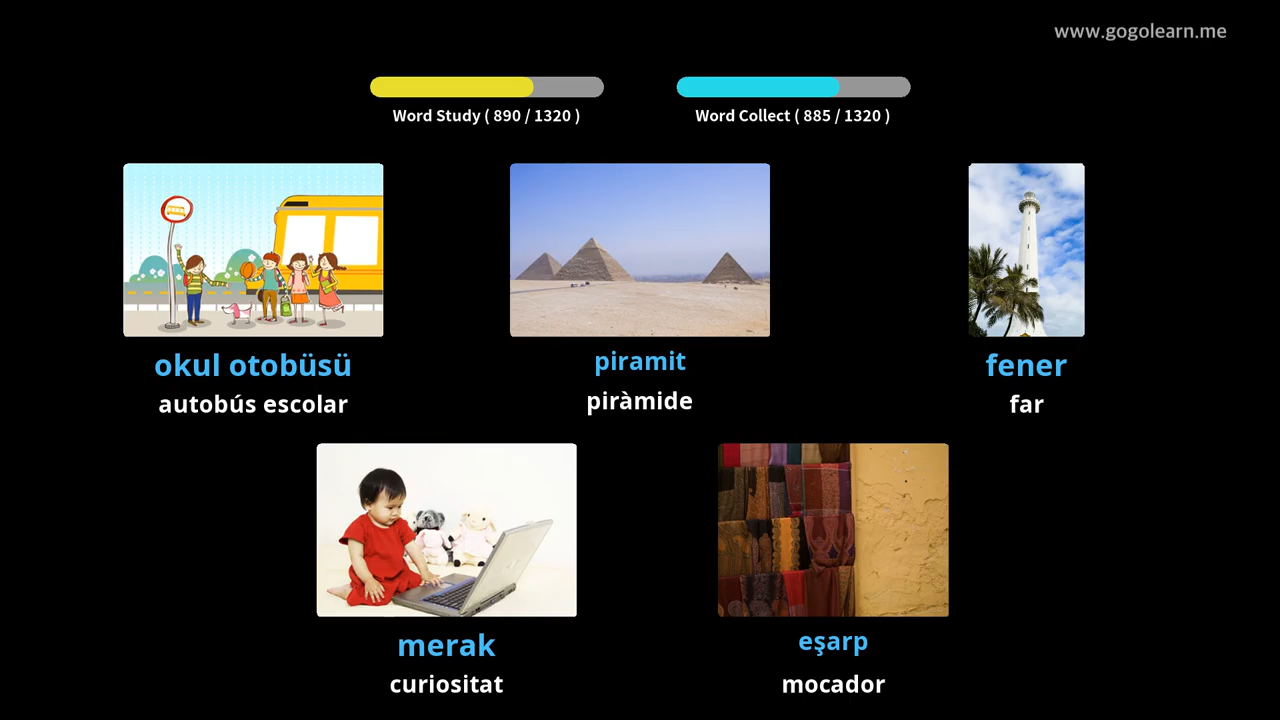 www.gogolearn.me
Word Study ( 890 / 1320 )
Word Collect ( 885 / 1320 )
okul otobüsü
autobús escolar
piramit
piràmide
fener
far
merak
curiositat
eşarp
mocador